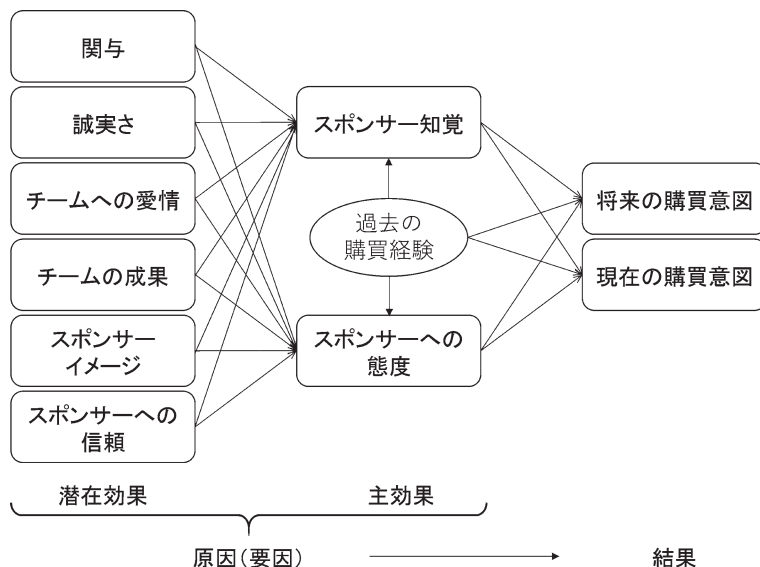 関与
誠実さ
チームへの愛情
チームの成果
スポンサー
イメージ
スポンサーへの
信頼
スポンサー知覚
過去の
購買経験
スポンサーへの
態度
将来の購買意図
現在の購買意図
潜在効果
主効果
原因(要因)
結果